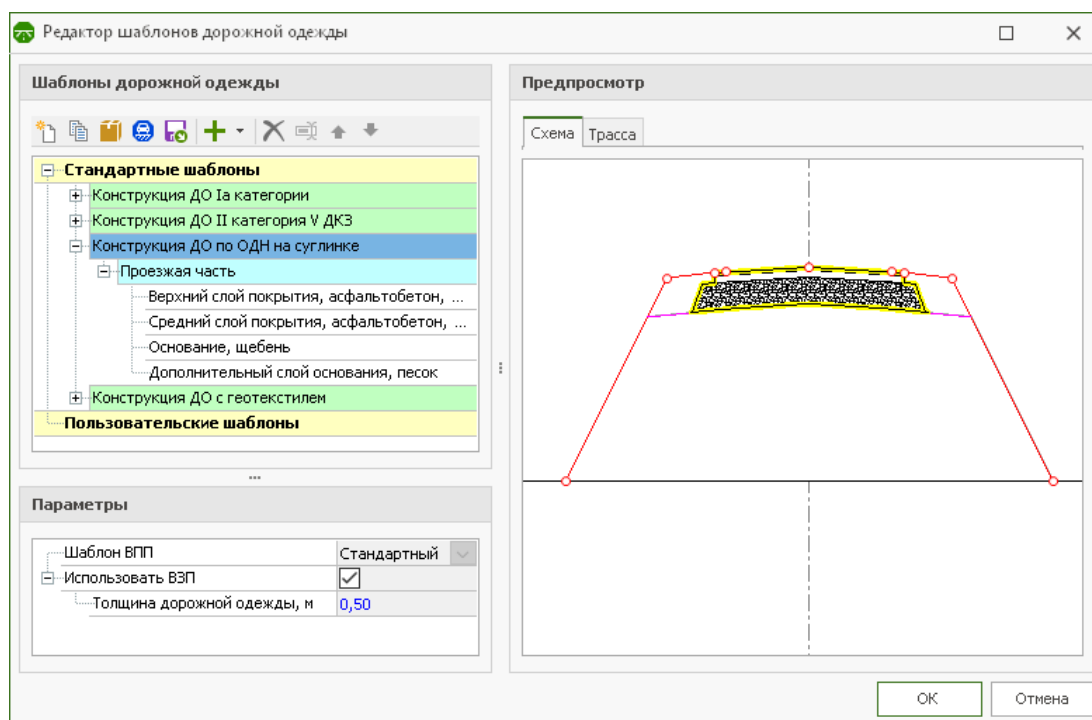 Редактор шаблонов дорожной одежды
Шаблоны дорожной одежды
Стандартные шаблоны
Конструкция ДО Iа категории
Конструкция ДО II категория V ДКЗ
Конструкция ДО по ОДН на суглинке
Проезжая часть
Верхний слой покрытия, асфальтобетон, ...
Средний слой покрытия, асфальтобетон, ...
Основание, щебень
Дополнительный слой основания, песок
Конструкция ДО с геотекстилем
Пользовательские шаблоны
Параметры
Шаблон ВПП Стандартный
Использовать ВЗП
Толщина дорожной одежды, м 0,50
Предпросмотр
Схема Трасса
ОК Отмена